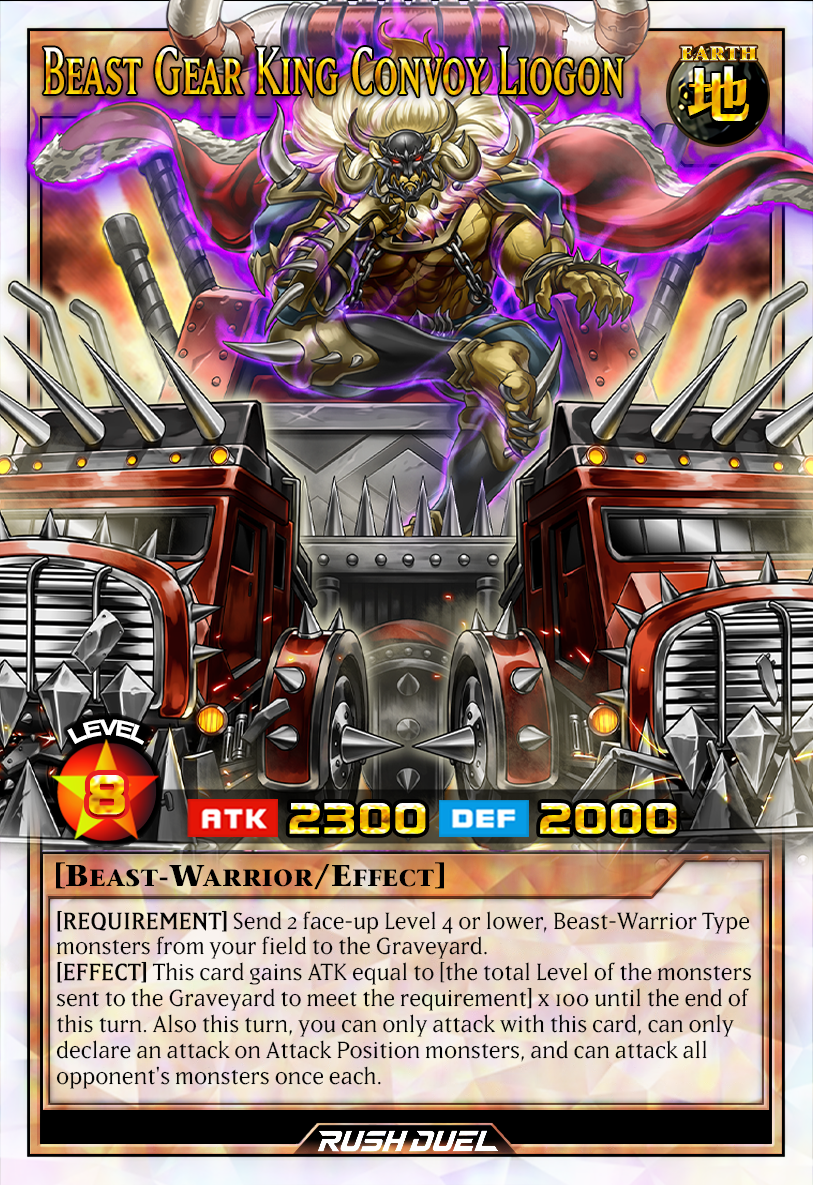 BEAST GEAR KING CONVOY LIOGON
EARTH
地
LEVEL
8
ATK 2300 DEF 2000
[BEAST-WARRIOR/EFFECT]
[REQUIREMENT] Send 2 face-up Level 4 or lower, Beast-Warrior Type
monsters from your field to the Graveyard.
[EFFECT] This card gains ATK equal to [the total Level of the monsters
sent to the Graveyard to meet the requirement] x 100 until the end of
this turn. Also this turn, you can only attack with this card, can only
declare an attack on Attack Position monsters, and can attack all
opponent's monsters once each.
RUSH DUEL